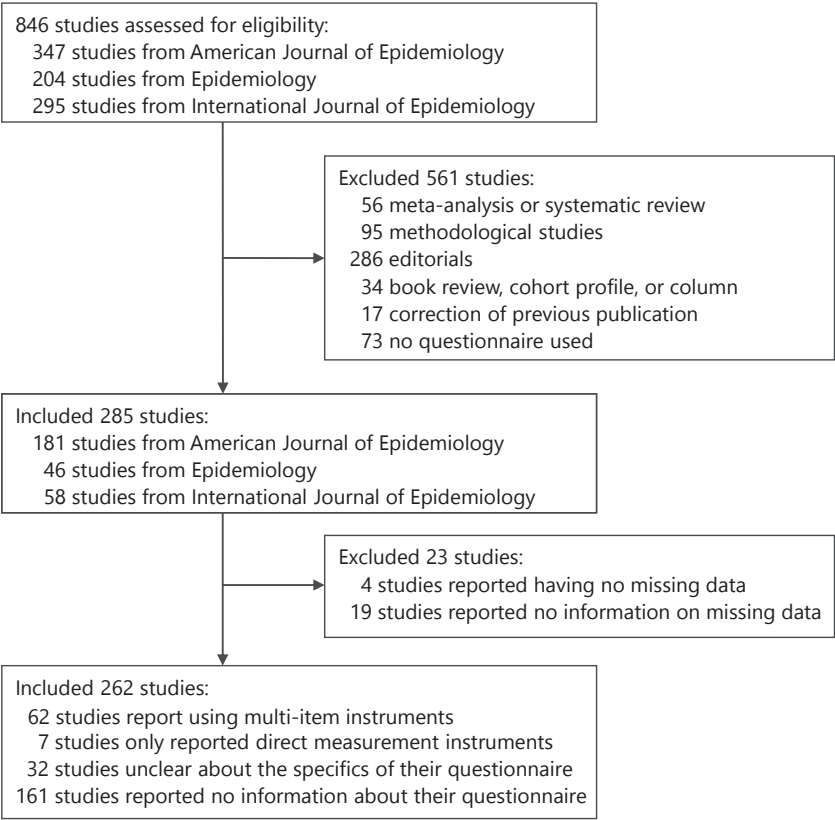 846 studies assessed for eligibility:
347 studies from American Journal of Epidemiology
204 studies from Epidemiology
295 studies from International Journal of Epidemiology
Excluded 561 studies:
56 meta-analysis or systematic review
95 methodological studies
286 editorials
34 book review, cohort profile, or column
17 correction of previous publication
73 no questionnaire used
Included 285 studies:
181 studies from American Journal of Epidemiology
46 studies from Epidemiology
58 studies from International Journal of Epidemiology
Excluded 23 studies:
4 studies reported having no missing data
19 studies reported no information on missing data
Included 262 studies:
62 studies report using multi-item instruments
7 studies only reported direct measurement instruments
32 studies unclear about the specifics of their questionnaire
161 studies reported no information about their questionnaire